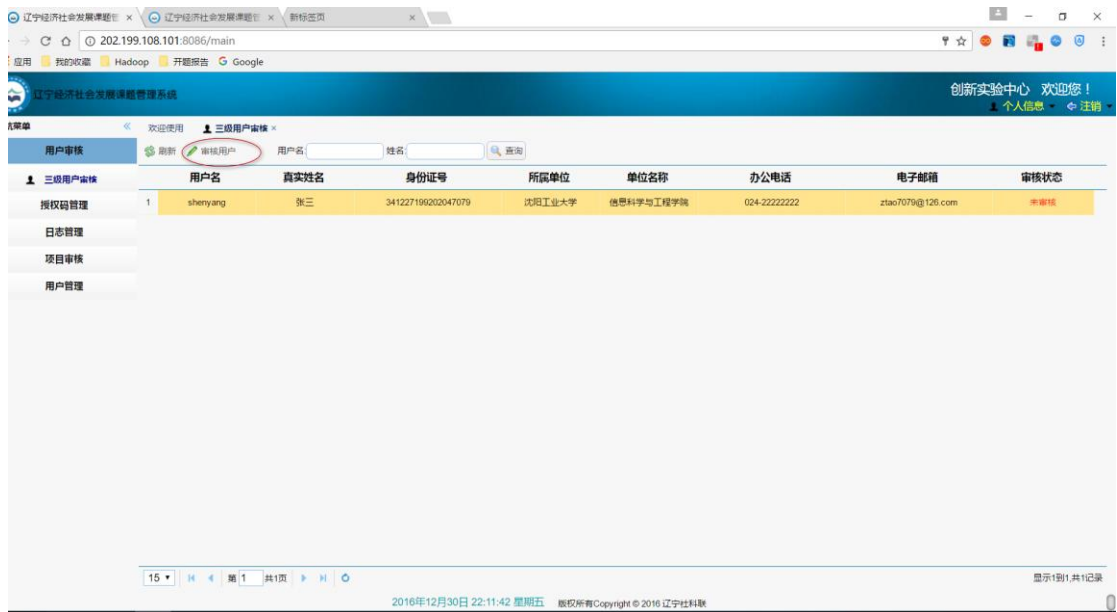 辽宁经济社会发展课题管 × 辽宁经济社会发展课题管 × 新标签页 ×
202.199.108.101:8086/main
应用 我的收藏 Hadoop 开题报告 Google
辽宁经济社会发展课题管理系统
创新实验中心 欢迎您！
个人信息 注销
航菜单 欢迎使用 三级用户审核 ×
用户审核 刷新 审核用户 用户名: 姓名: 查询
三级用户审核 用户名 真实姓名 身份证号 所属单位 单位名称 办公电话 电子邮箱 审核状态
授权码管理 1 shenyang 张三 341227199202047079 沈阳工业大学 信息科学与工程学院 024-22222222 ztao7079@126.com 未审核
日志管理
项目审核
用户管理
15 第 1 共1页 显示1到1,共1记录
2016年12月30日 22:11:42 星期五 版权所有Copyright © 2016 辽宁社科联